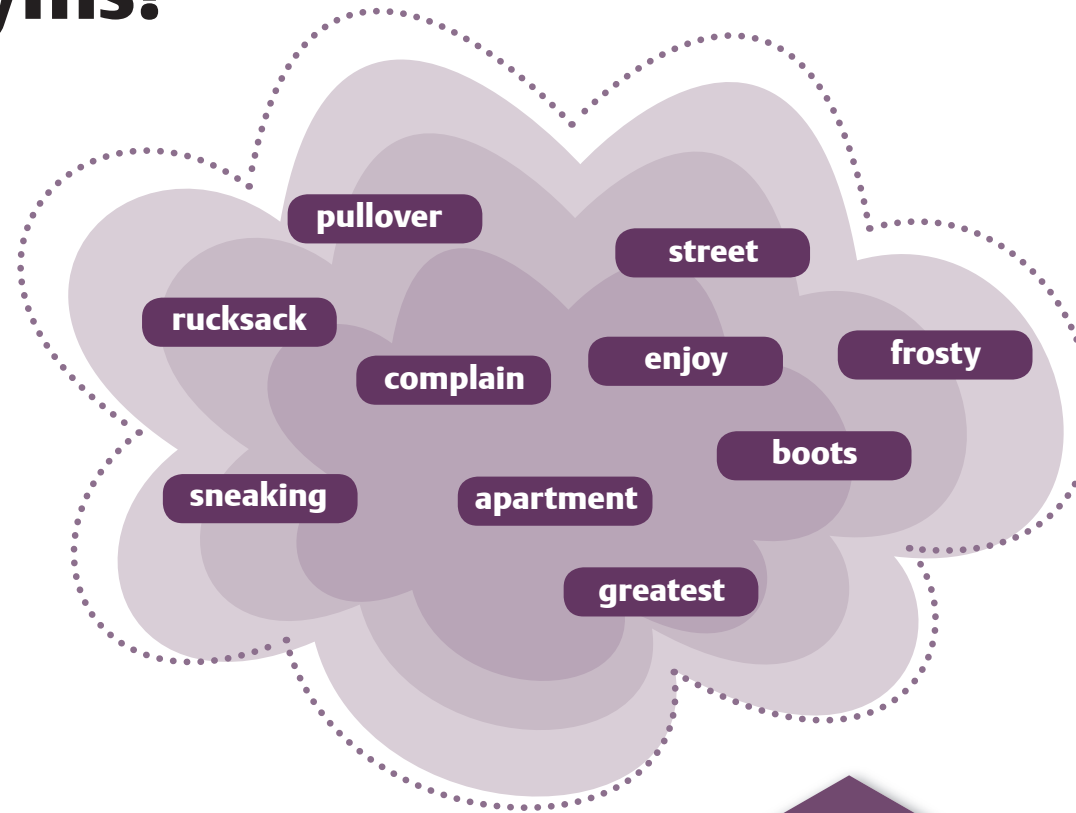 pullover
street
rucksack
frosty
enjoy
complain
boots
sneaking
apartment
greatest